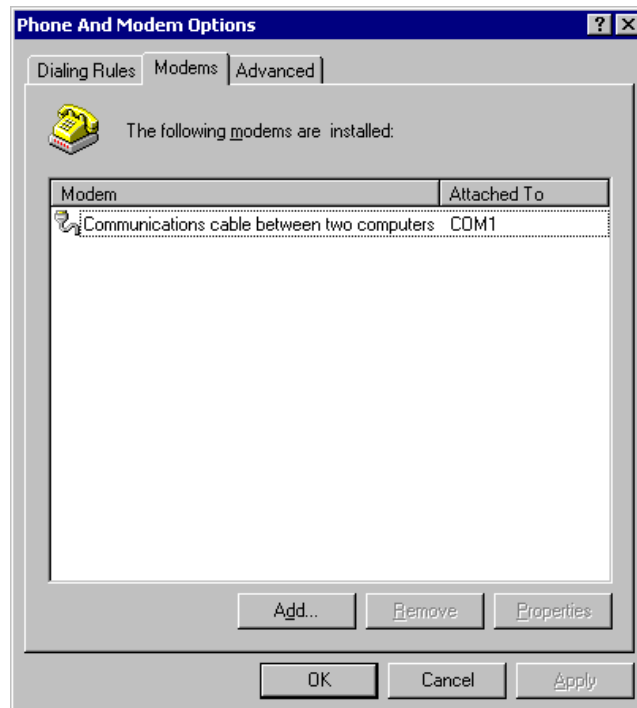 Phone And Modem Options
Dialing Rules Modems Advanced
The following modems are installed:
Modem Attached To
Communications cable between two computers COM1
Add... Remove Properties
OK Cancel Apply